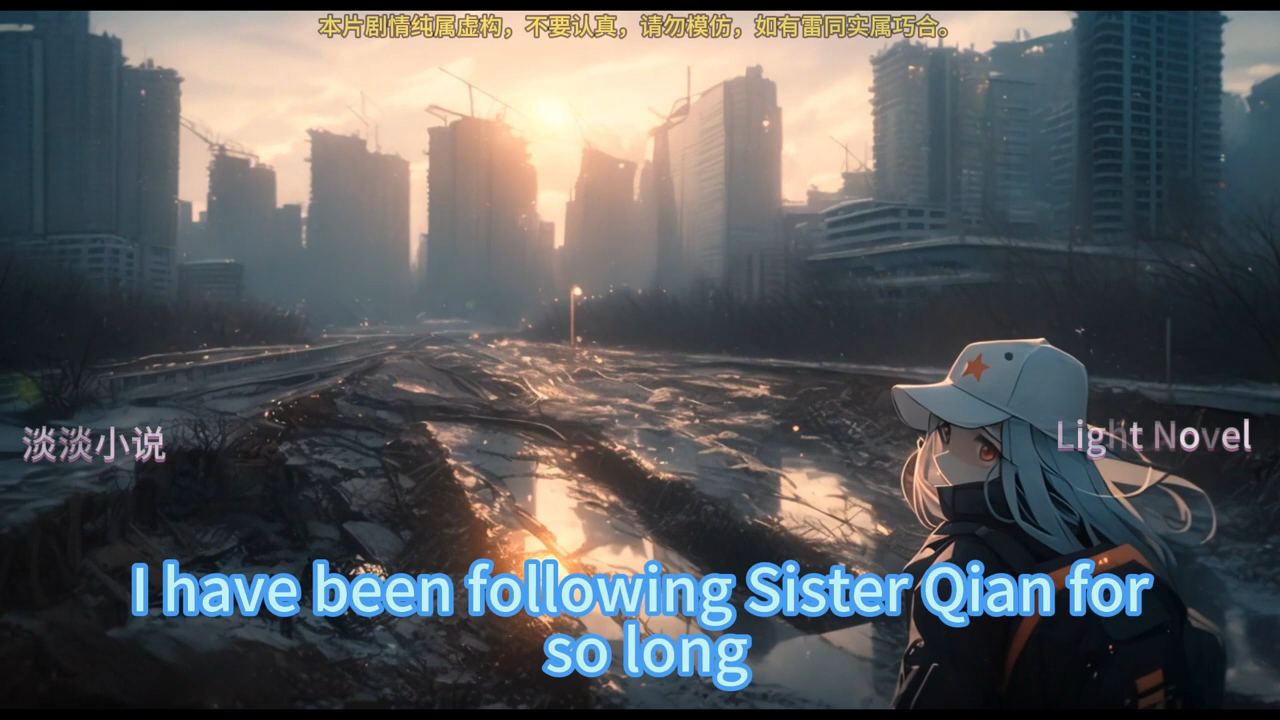 本片剧情纯属虚构，不要认真，请勿模仿，如有雷同实属巧合。
淡淡小说
Light Novel
I have been following Sister Qian for
so long